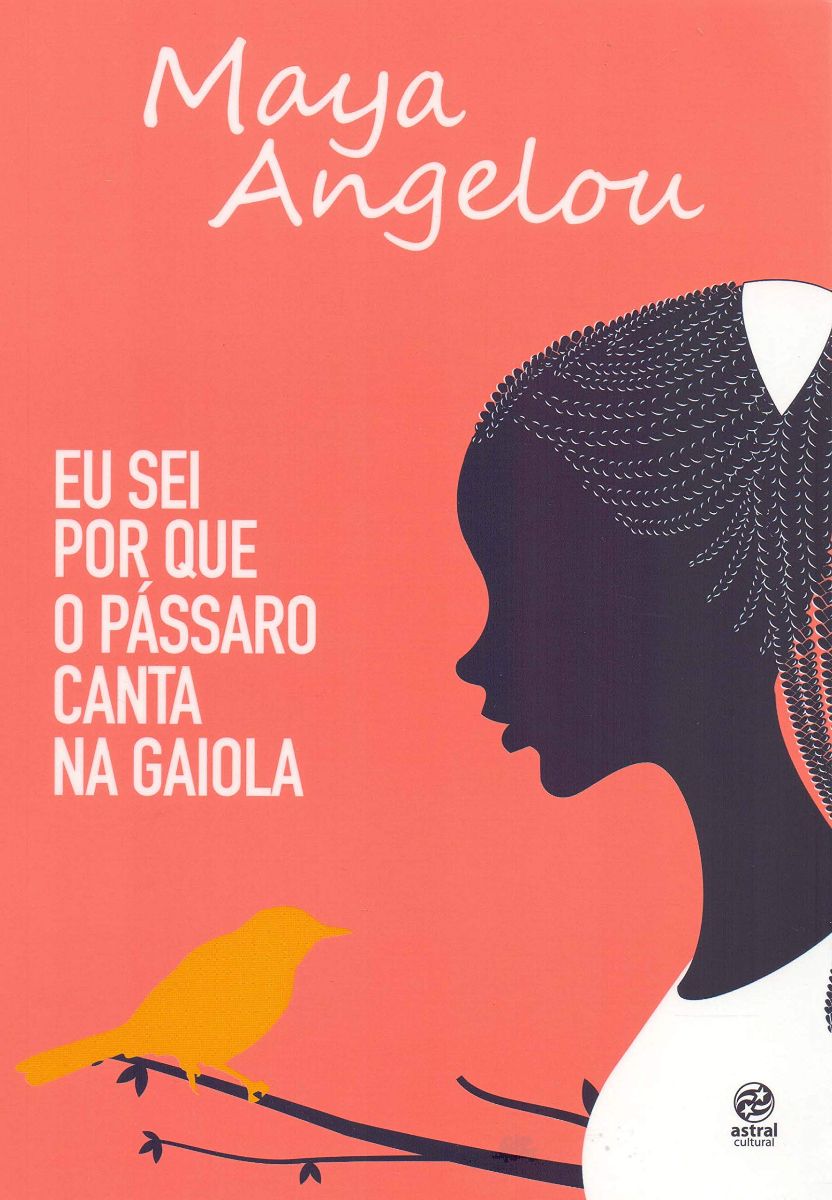 Maya
Angelou
EU SEI
POR QUE
O PÁSSARO
CANTA
NA GAIOLA
astral
cultural